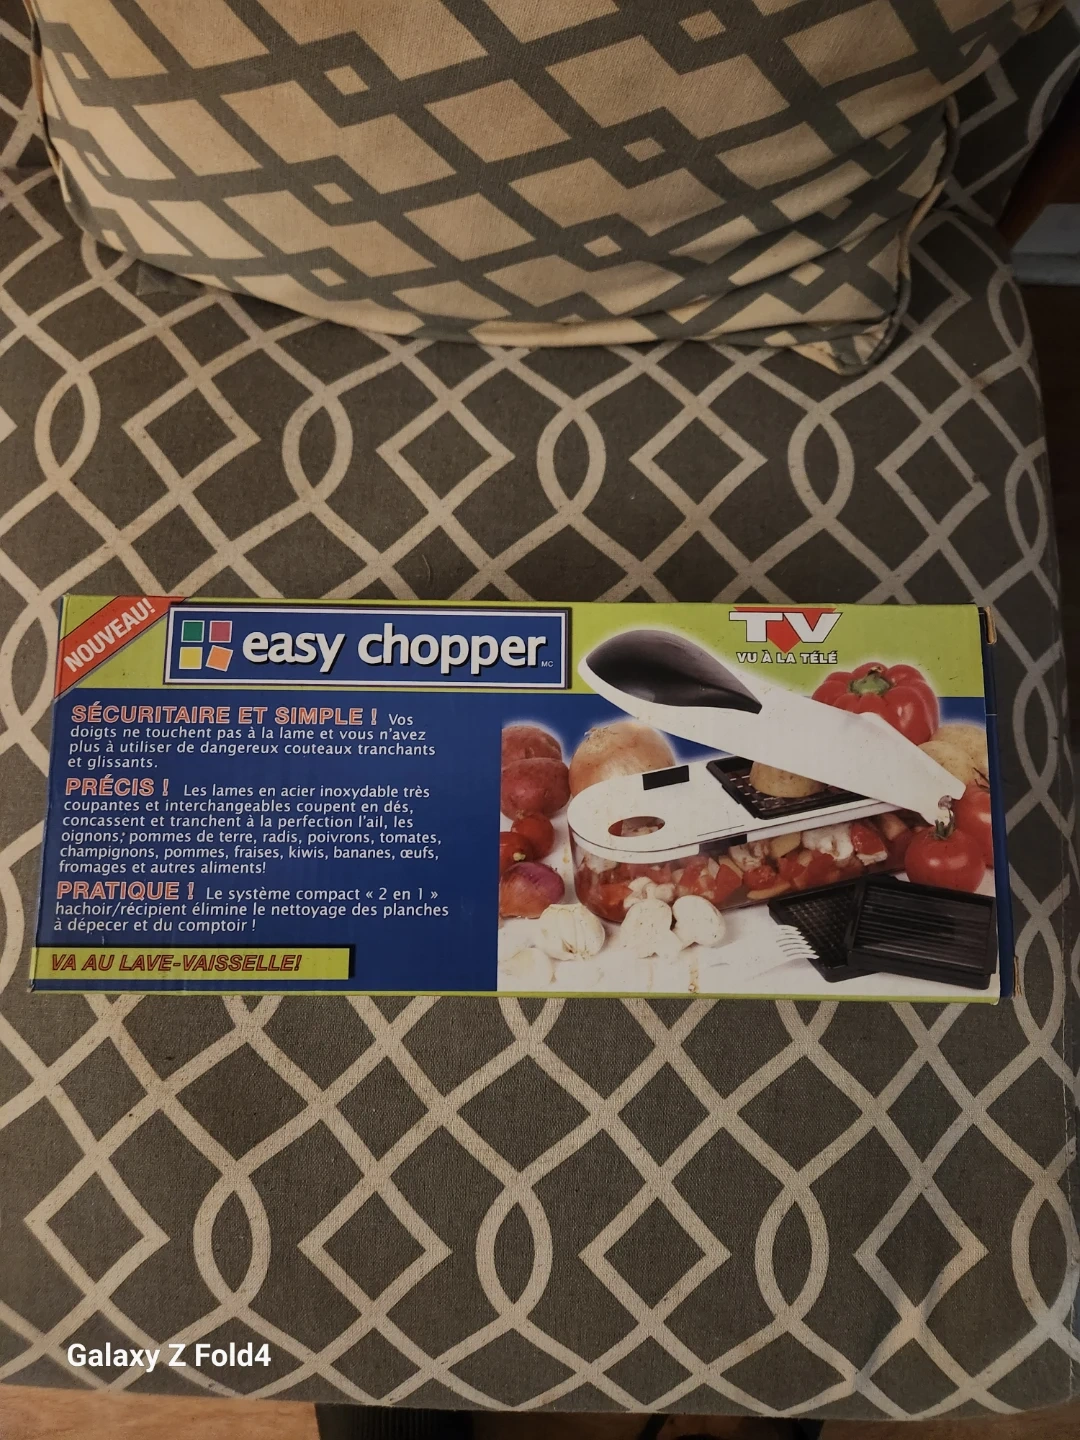 NOUVEAU!
easy chopper MC
TV
VU À LA TÉLÉ
SÉCURITAIRE ET SIMPLE ! Vos
doigts ne touchent pas à la lame et vous n'avez
plus à utiliser de dangereux couteaux tranchants
et glissants.
PRÉCIS ! Les lames en acier inoxydable très
coupantes et interchangeables coupent en dés,
concassent et tranchent à la perfection l'ail, les
oignons, pommes de terre, radis, poivrons, tomates,
champignons, pommes, fraises, kiwis, bananes, œufs,
fromages et autres aliments!
PRATIQUE ! Le système compact « 2 en 1 »
hachoir/récipient élimine le nettoyage des planches
à dépecer et du comptoir !
VA AU LAVE-VAISSELLE!
Galaxy Z Fold4